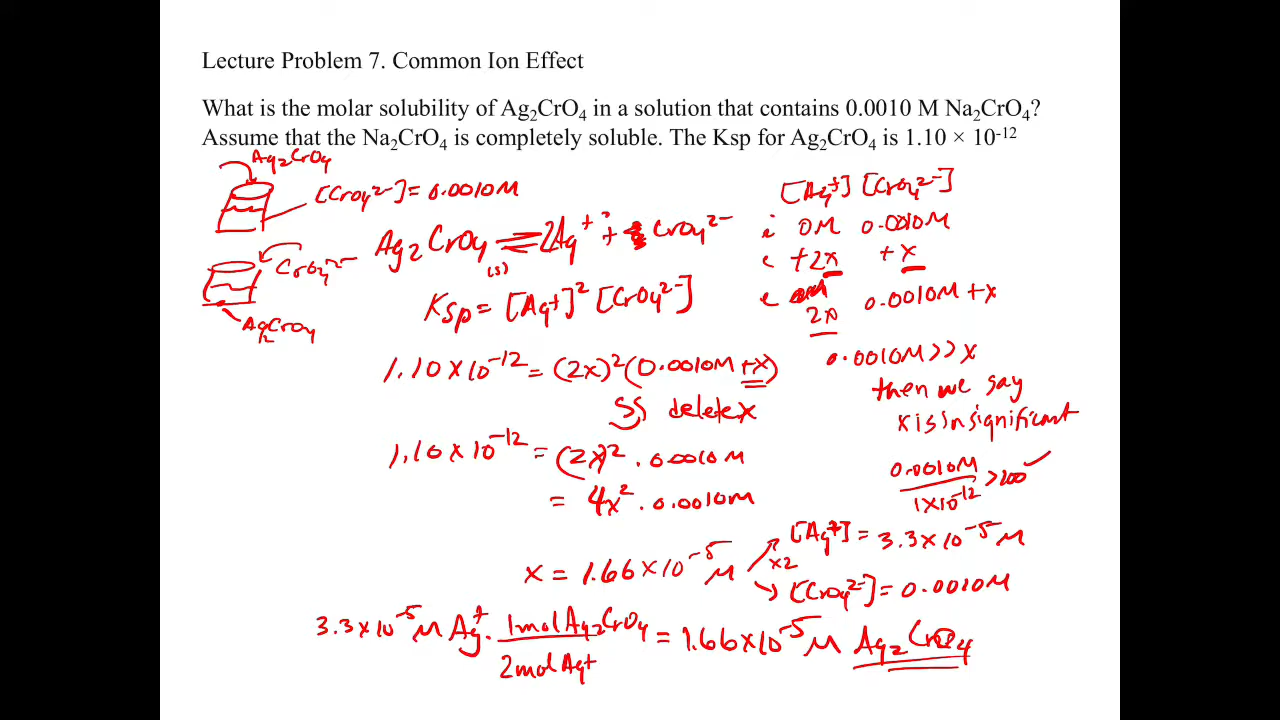 Lecture Problem 7. Common Ion Effect
What is the molar solubility of Ag₂CrO₄ in a solution that contains 0.0010 M Na₂CrO₄?
Assume that the Na₂CrO₄ is completely soluble. The Ksp for Ag₂CrO₄ is 1.10 × 10⁻¹²
Ag₂CrO₄
[CrO₄²⁻] = 0.0010M
[Ag⁺] [CrO₄²⁻]
i 0M 0.0010M
Ag₂CrO₄ (s) ⇌ 2Ag⁺ + CrO₄²⁻
c +2x +x
CrO₄²⁻
Ag₂CrO₄
e 2x 0.0010M + x
Ksp = [Ag⁺]² [CrO₄²⁻]
0.0010M >> x
then we say
x is insignificant
1.10 × 10⁻¹² = (2x)² (0.0010M + x)
delete x
1.10 × 10⁻¹² = (2x)² · 0.0010M
0.0010M / 1×10⁻¹² > 200 ✓
= 4x² · 0.0010M
x = 1.66 × 10⁻⁵ M
x2 [Ag⁺] = 3.3 × 10⁻⁵ M
[CrO₄²⁻] = 0.0010M
3.3 × 10⁻⁵ M Ag⁺ · 1 mol Ag₂CrO₄ / 2 mol Ag⁺ = 1.66 × 10⁻⁵ M Ag₂CrO₄